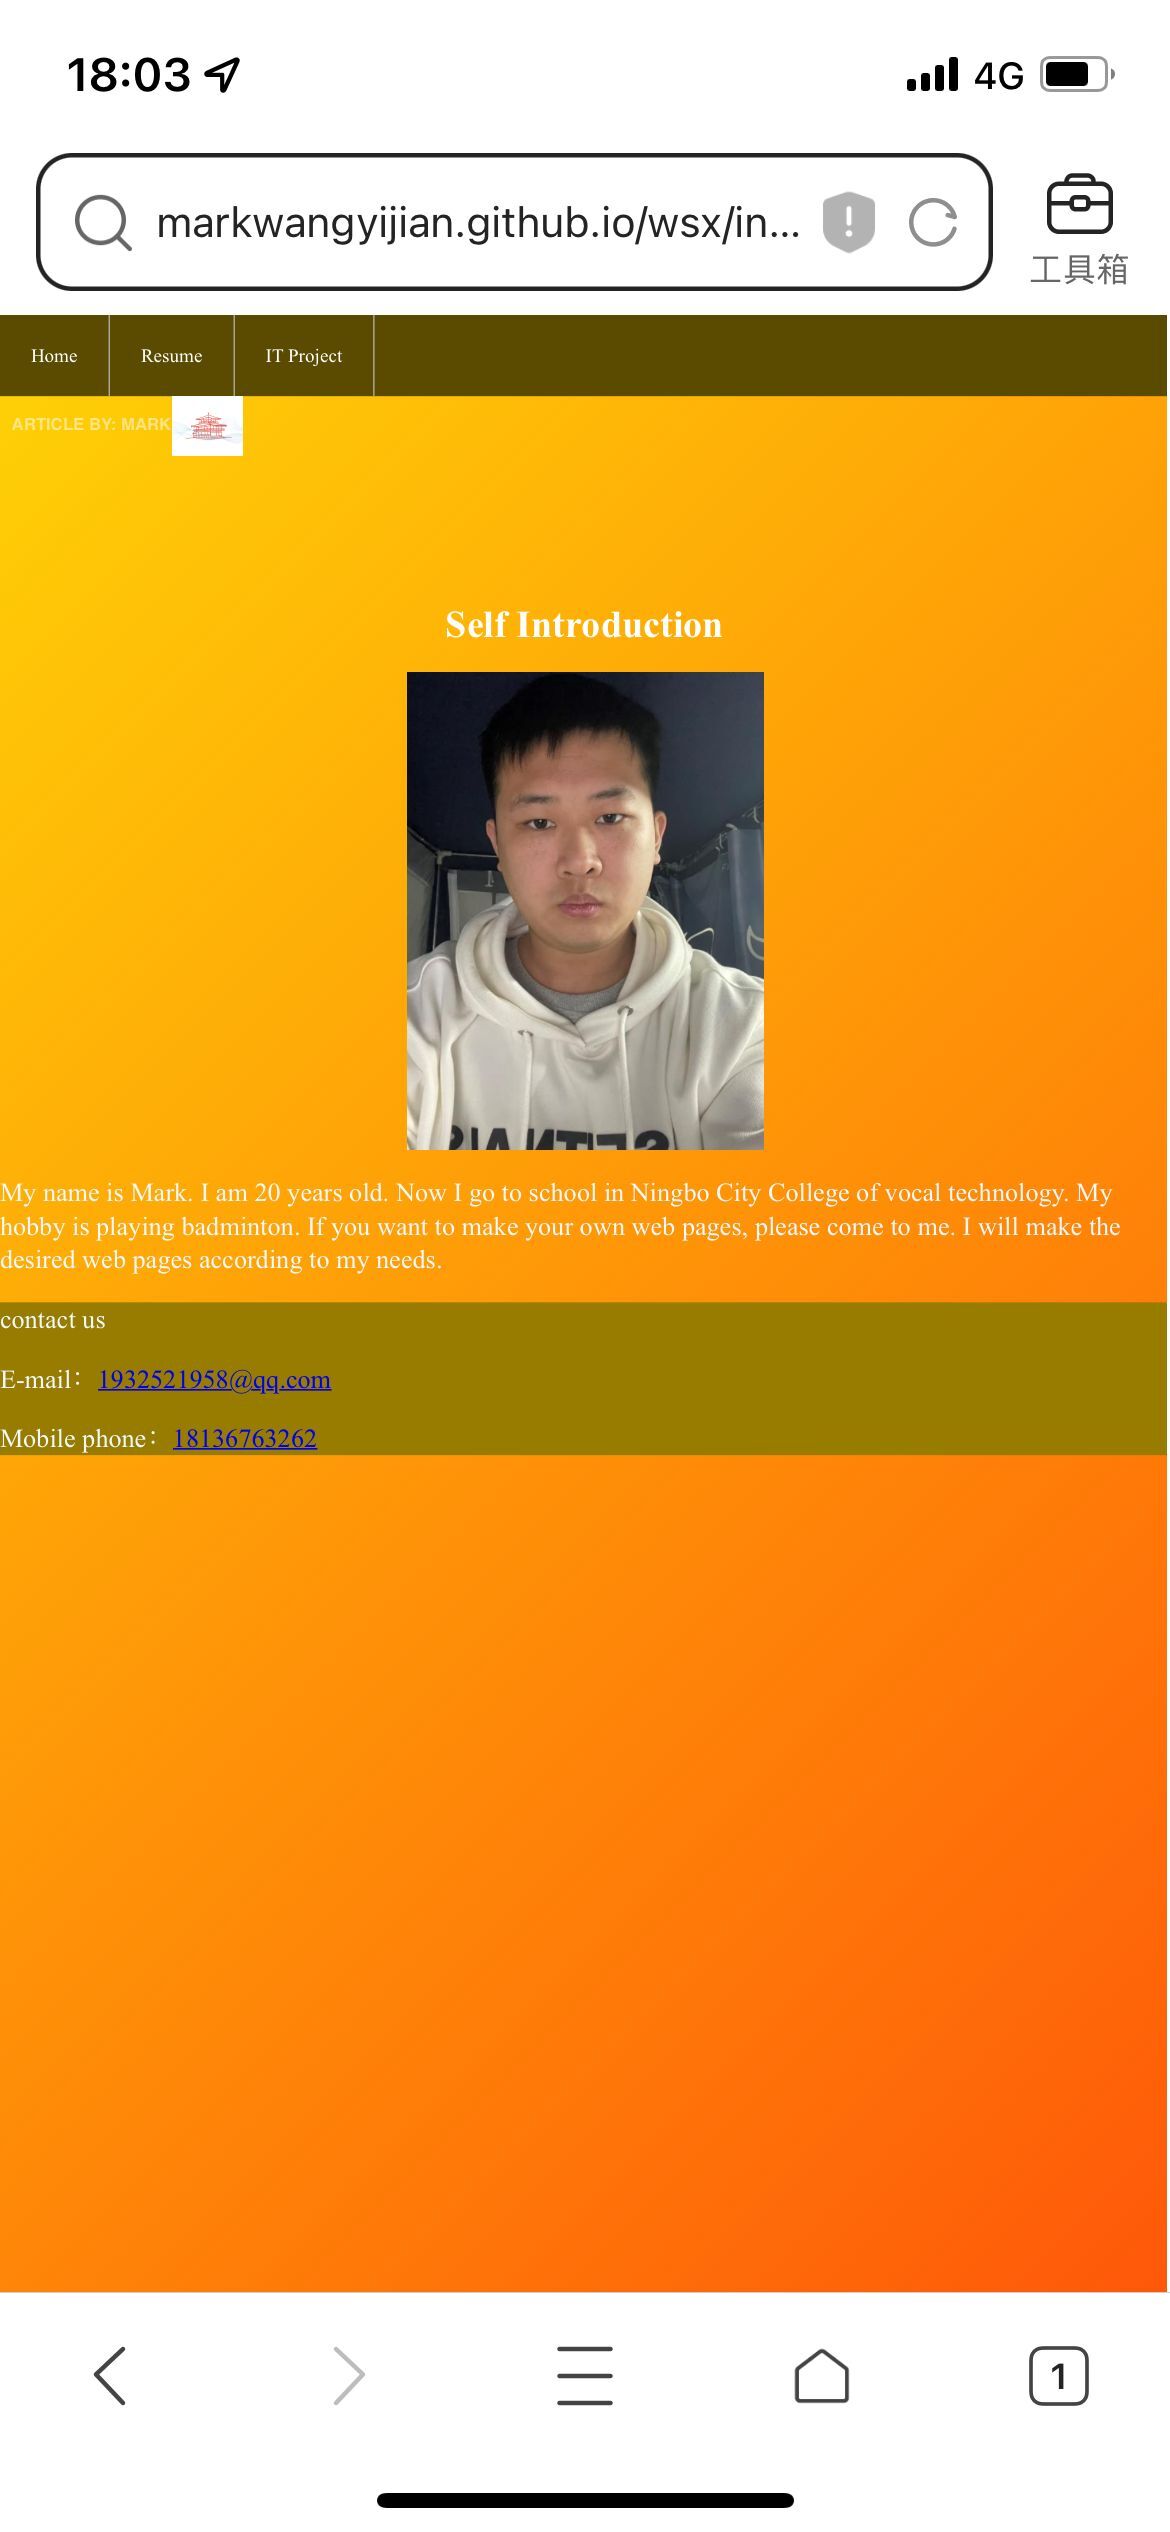 18:03
4G
markwangyijian.github.io/wsx/in...
工具箱
Home
Resume
IT Project
ARTICLE BY: MARK
Self Introduction
My name is Mark. I am 20 years old. Now I go to school in Ningbo City College of vocal technology. My
hobby is playing badminton. If you want to make your own web pages, please come to me. I will make the
desired web pages according to my needs.
contact us
E-mail：1932521958@qq.com
Mobile phone：18136763262
1